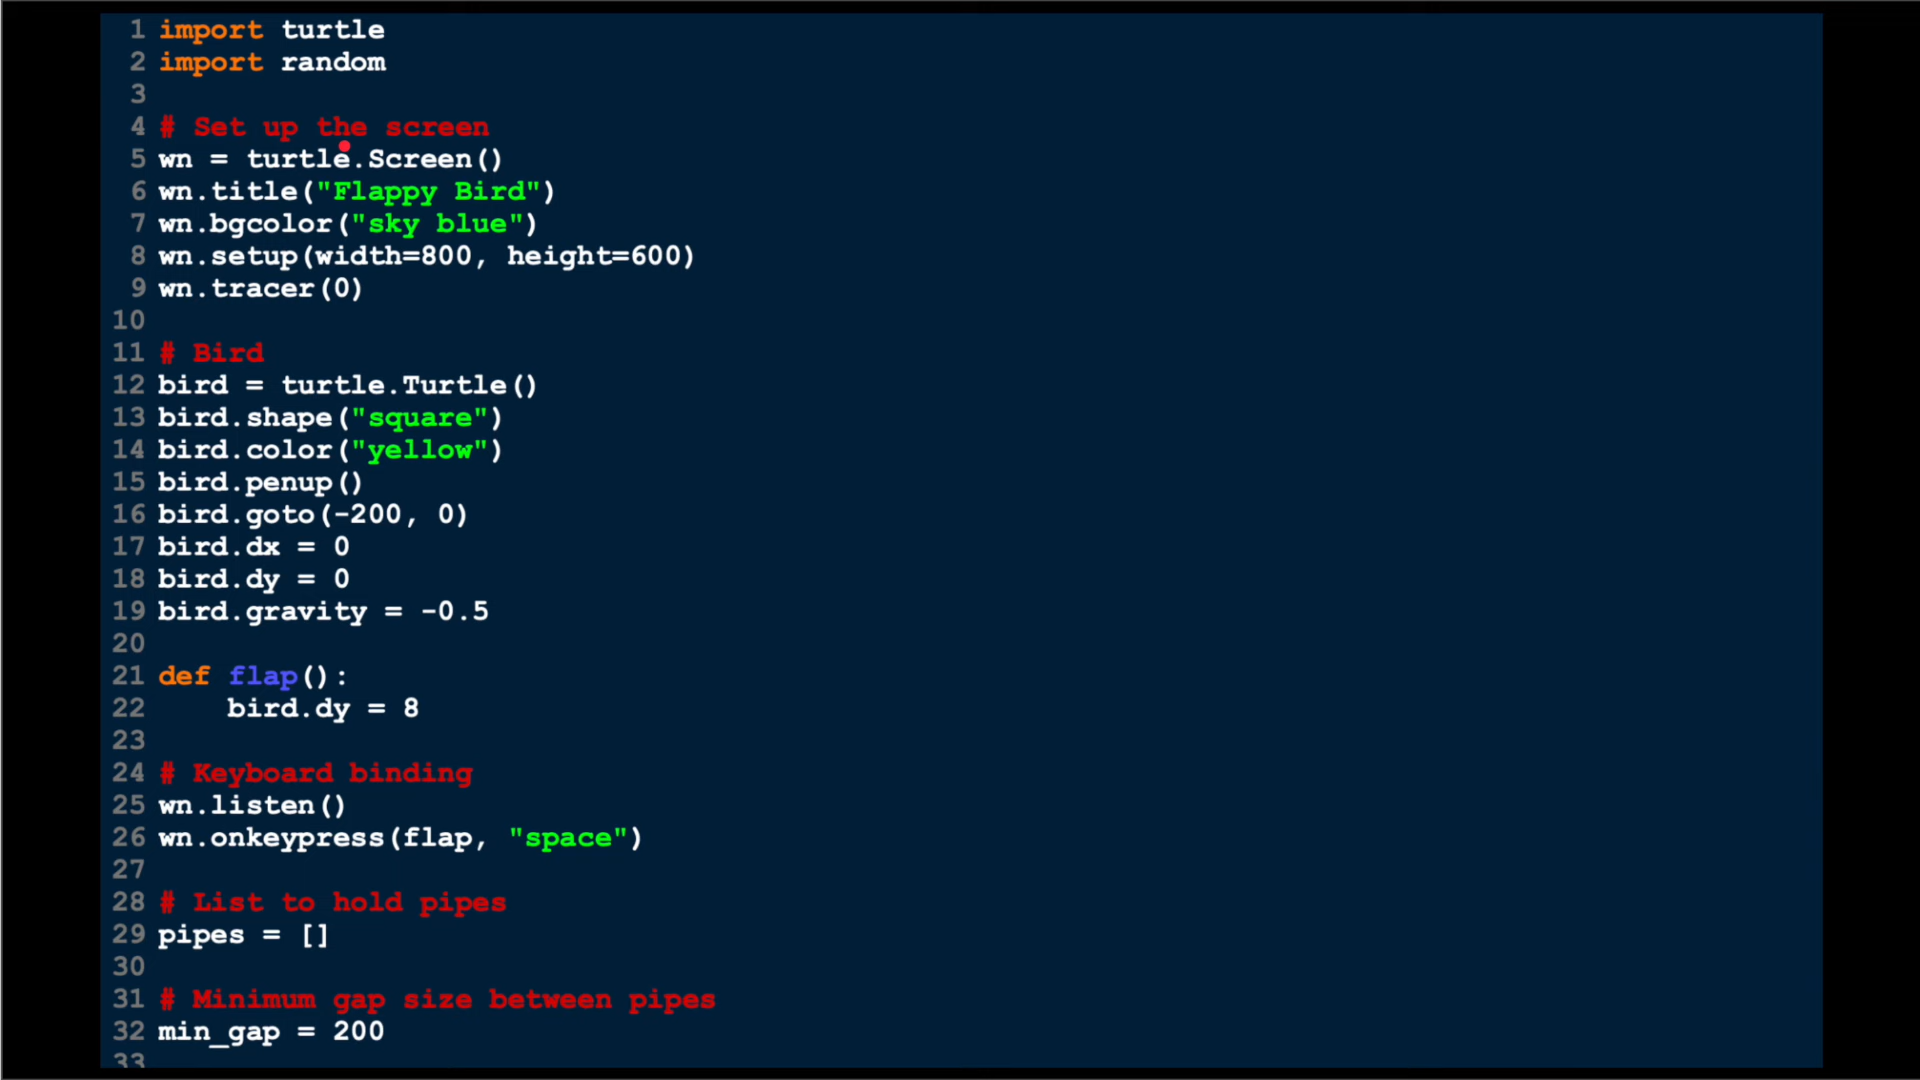 1 import turtle
2 import random
3
4 # Set up the screen
5 wn = turtle.Screen()
6 wn.title("Flappy Bird")
7 wn.bgcolor("sky blue")
8 wn.setup(width=800, height=600)
9 wn.tracer(0)
10
11 # Bird
12 bird = turtle.Turtle()
13 bird.shape("square")
14 bird.color("yellow")
15 bird.penup()
16 bird.goto(-200, 0)
17 bird.dx = 0
18 bird.dy = 0
19 bird.gravity = -0.5
20
21 def flap():
22     bird.dy = 8
23
24 # Keyboard binding
25 wn.listen()
26 wn.onkeypress(flap, "space")
27
28 # List to hold pipes
29 pipes = []
30
31 # Minimum gap size between pipes
32 min_gap = 200
33